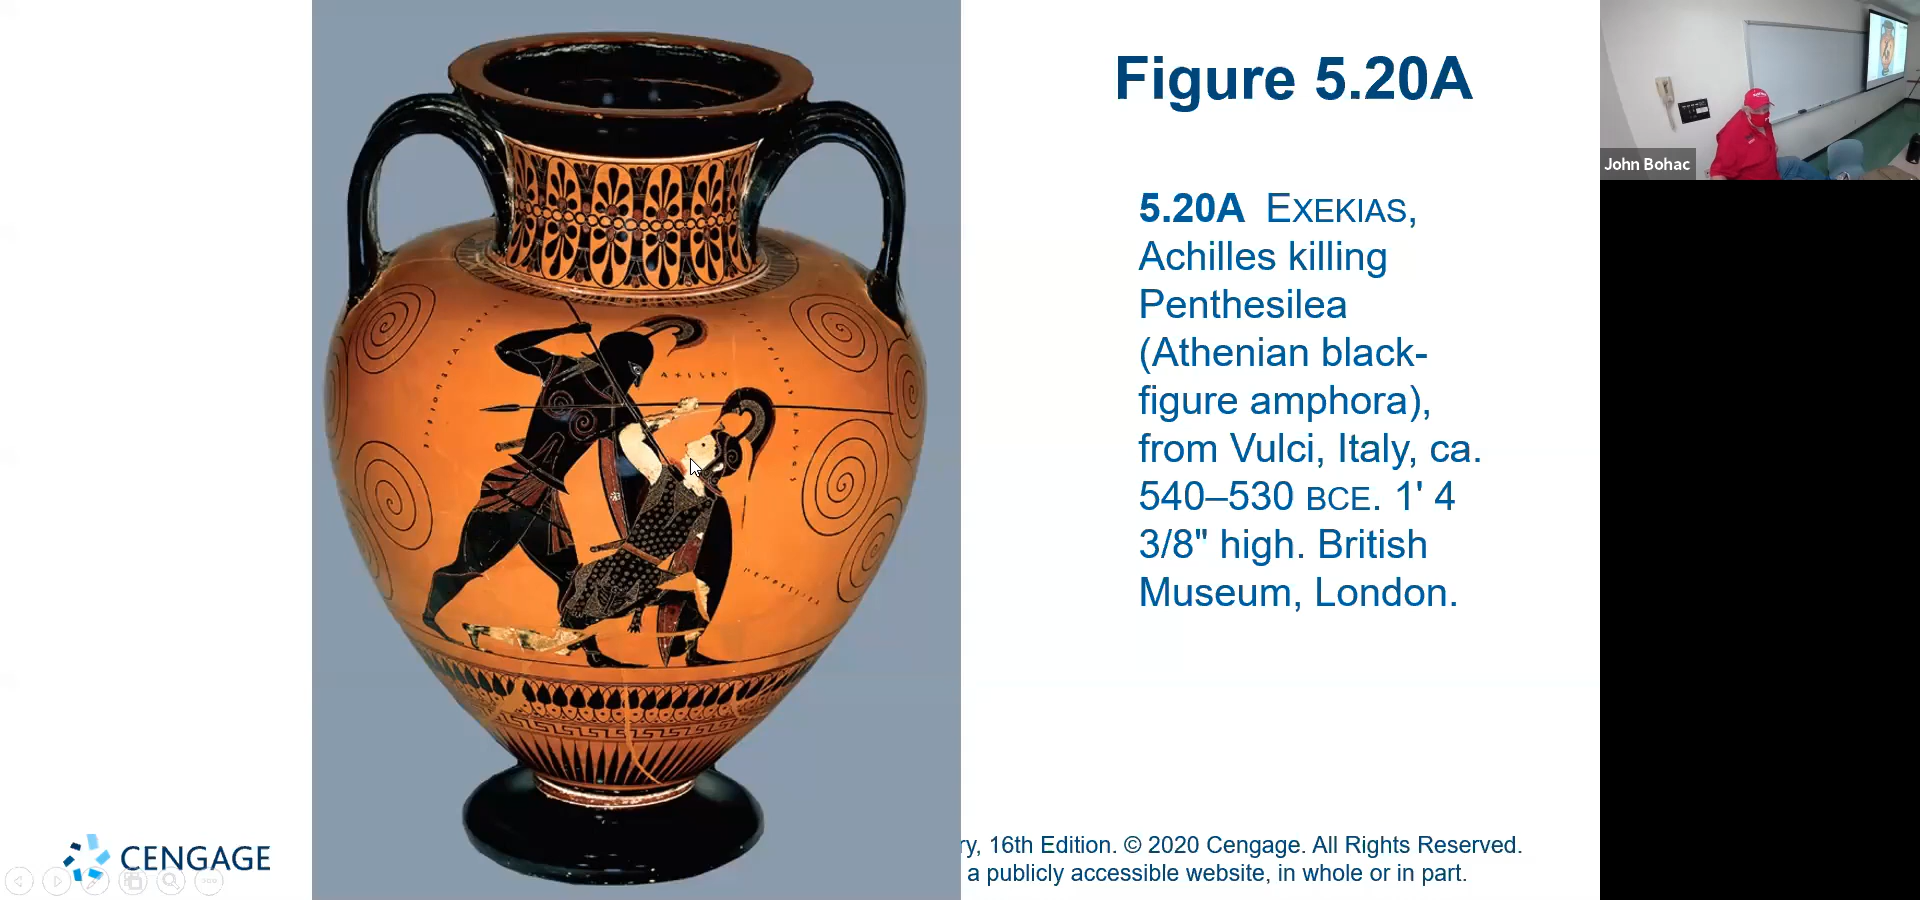 Figure 5.20A
5.20A EXEKIAS,
Achilles killing
Penthesilea
(Athenian black-
figure amphora),
from Vulci, Italy, ca.
540–530 BCE. 1' 4
3/8" high. British
Museum, London.
John Bohac
CENGAGE
16th Edition. © 2020 Cengage. All Rights Reserved.
a publicly accessible website, in whole or in part.